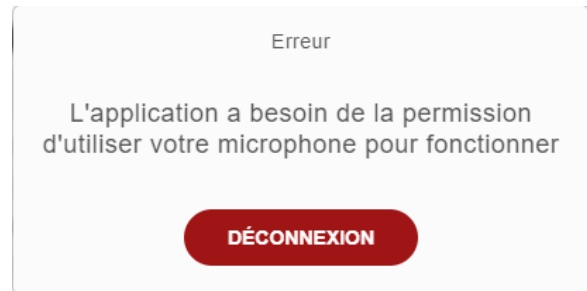 Erreur
L'application a besoin de la permission
d'utiliser votre microphone pour fonctionner
DÉCONNEXION